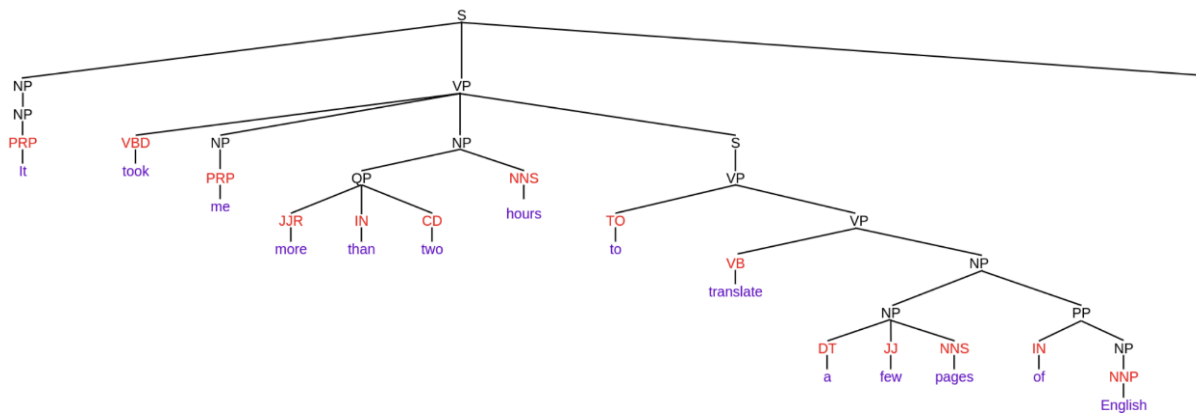 S
NP VP
NP
PRP VBD NP NP S
It took PRP QP NNS VP
me hours
JJR IN CD TO VP
more than two to
VB NP
translate
NP PP
DT JJ NNS IN NP
a few pages of NNP
English